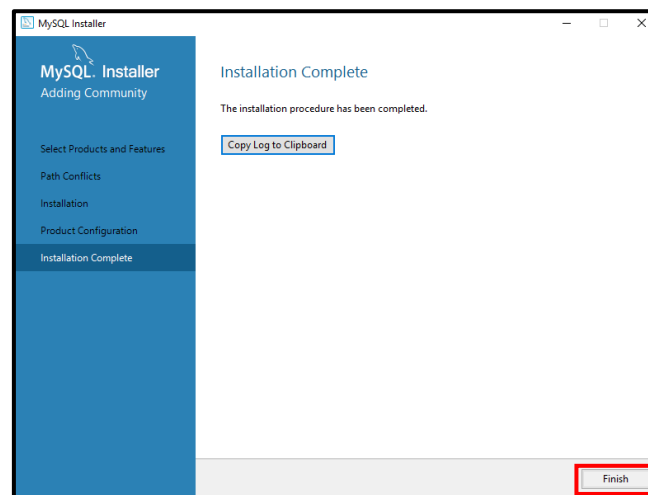 MySQL Installer
MySQL. Installer
Adding Community
Select Products and Features
Path Conflicts
Installation
Product Configuration
Installation Complete
Installation Complete
The installation procedure has been completed.
Copy Log to Clipboard
Finish